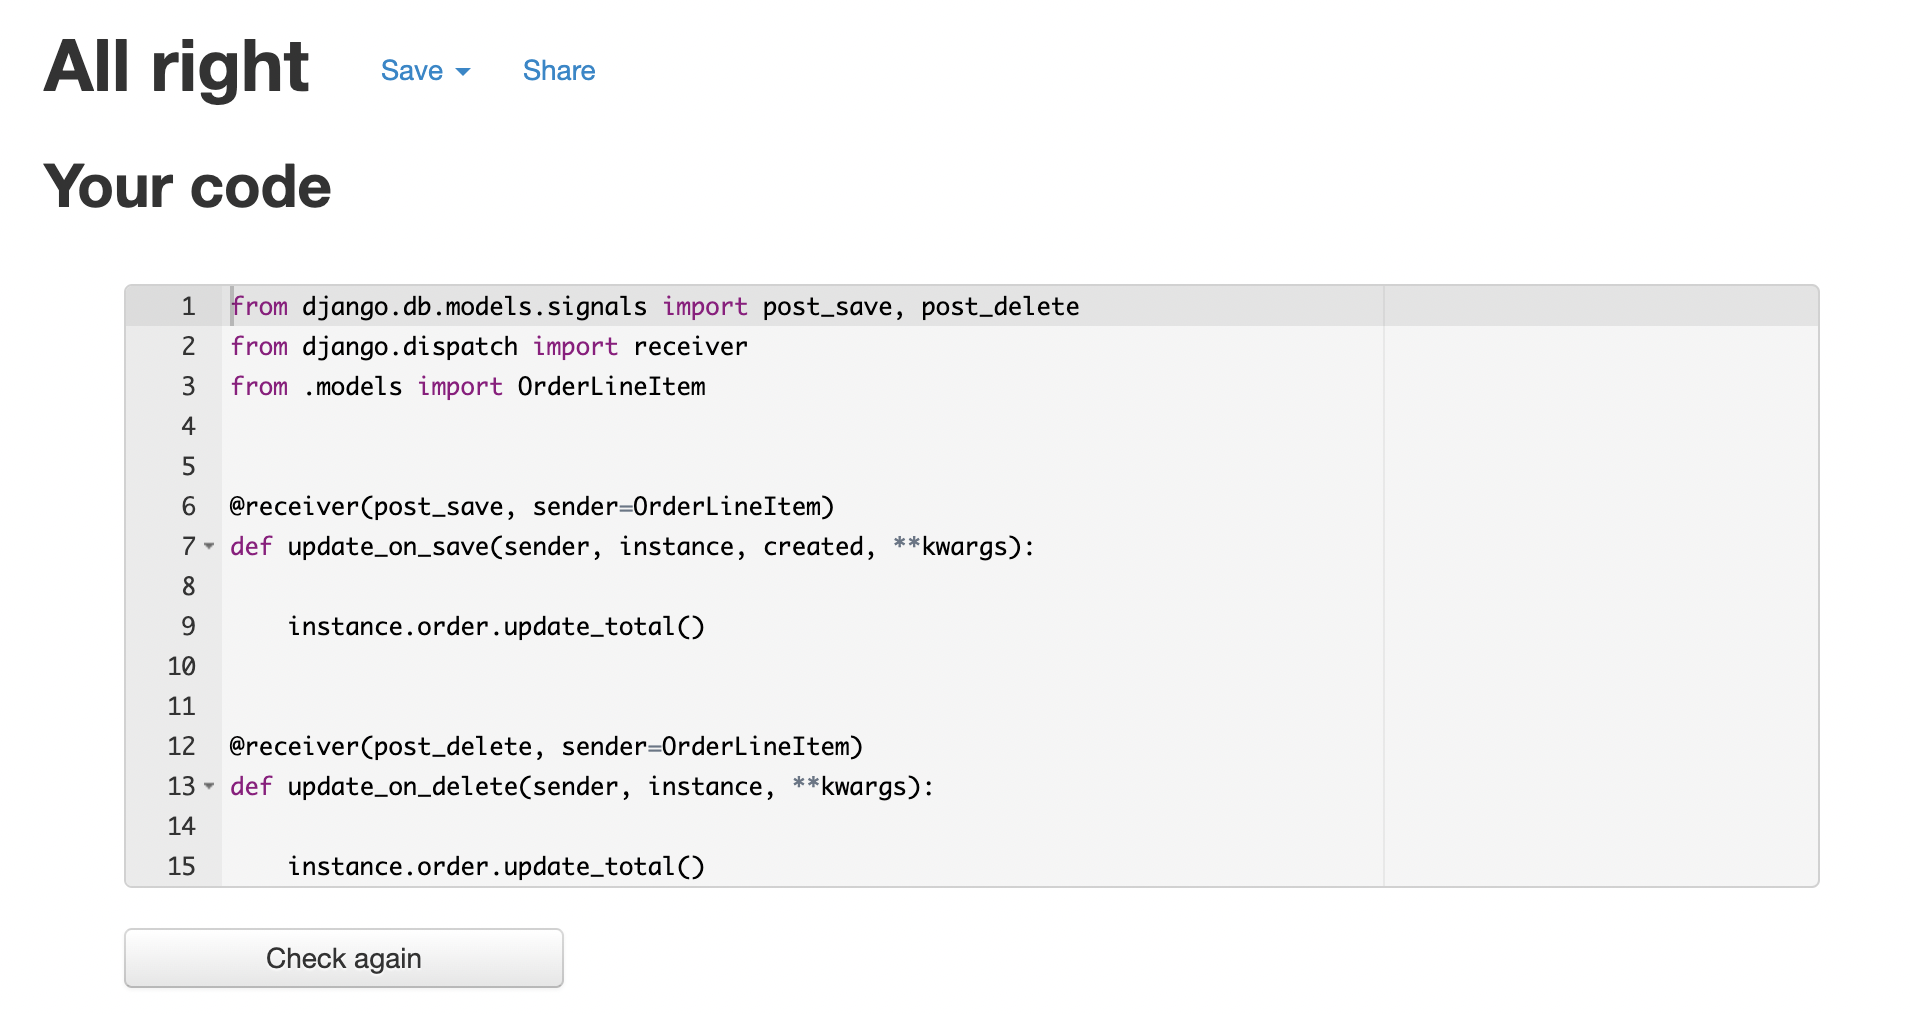 All right Save Share
Your code
1 from django.db.models.signals import post_save, post_delete
2 from django.dispatch import receiver
3 from .models import OrderLineItem
4
5
6 @receiver(post_save, sender=OrderLineItem)
7 def update_on_save(sender, instance, created, **kwargs):
8
9     instance.order.update_total()
10
11
12 @receiver(post_delete, sender=OrderLineItem)
13 def update_on_delete(sender, instance, **kwargs):
14
15     instance.order.update_total()
Check again